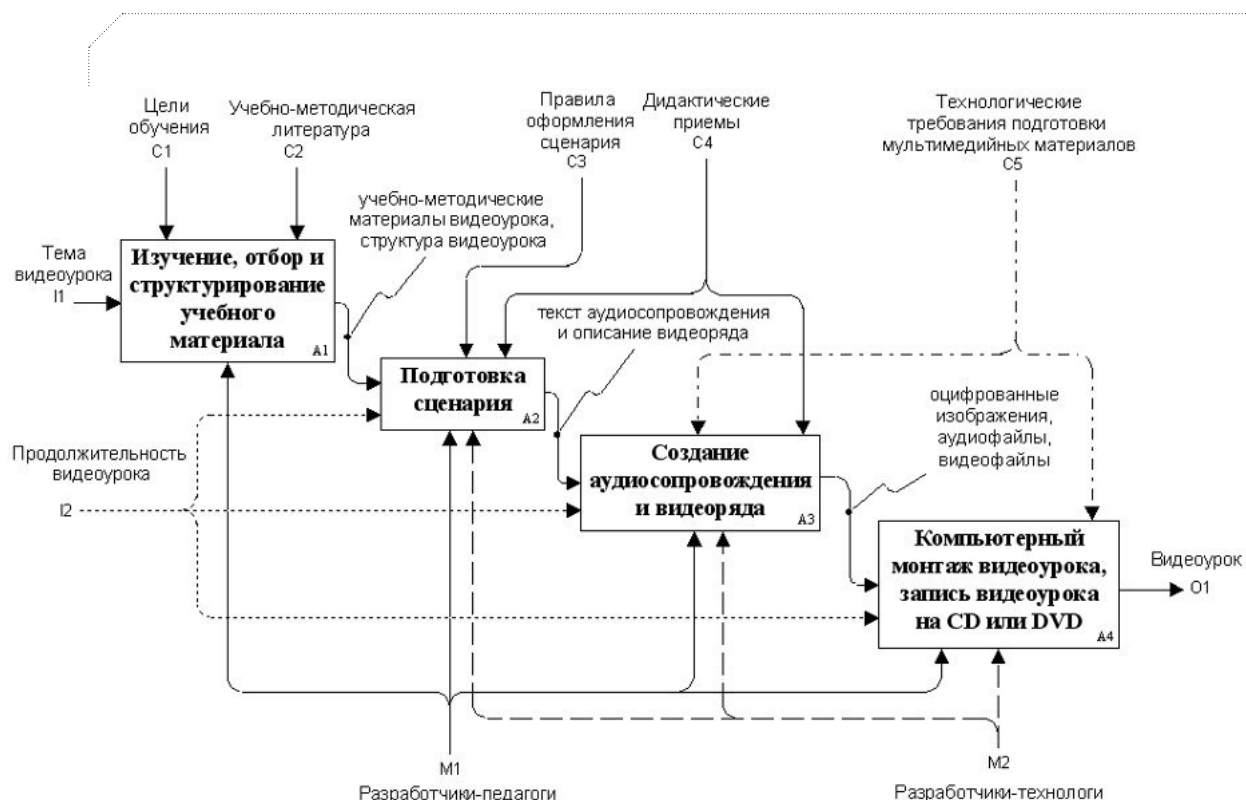 Цели
обучения
C1
Учебно-методическая
литература
C2
Правила
оформления
сценария
C3
Дидактические
приемы
C4
Технологические
требования подготовки
мультимедийных материалов
C5
учебно-методические
материалы видеоурока,
структура видеоурока
Тема
видеоурока
I1
Изучение, отбор и
структурирование
учебного
материала
A1
текст аудиосопровождения
и описание видеоряда
Подготовка
сценария
A2
оцифрованные
изображения,
аудиофайлы,
видеофайлы
Продолжительность
видеоурока
I2
Создание
аудиосопровождения
и видеоряда
A3
Компьютерный
монтаж видеоурока,
запись видеоурока
на CD или DVD
A4
Видеоурок
O1
M1
Разработчики-педагоги
M2
Разработчики-технологи